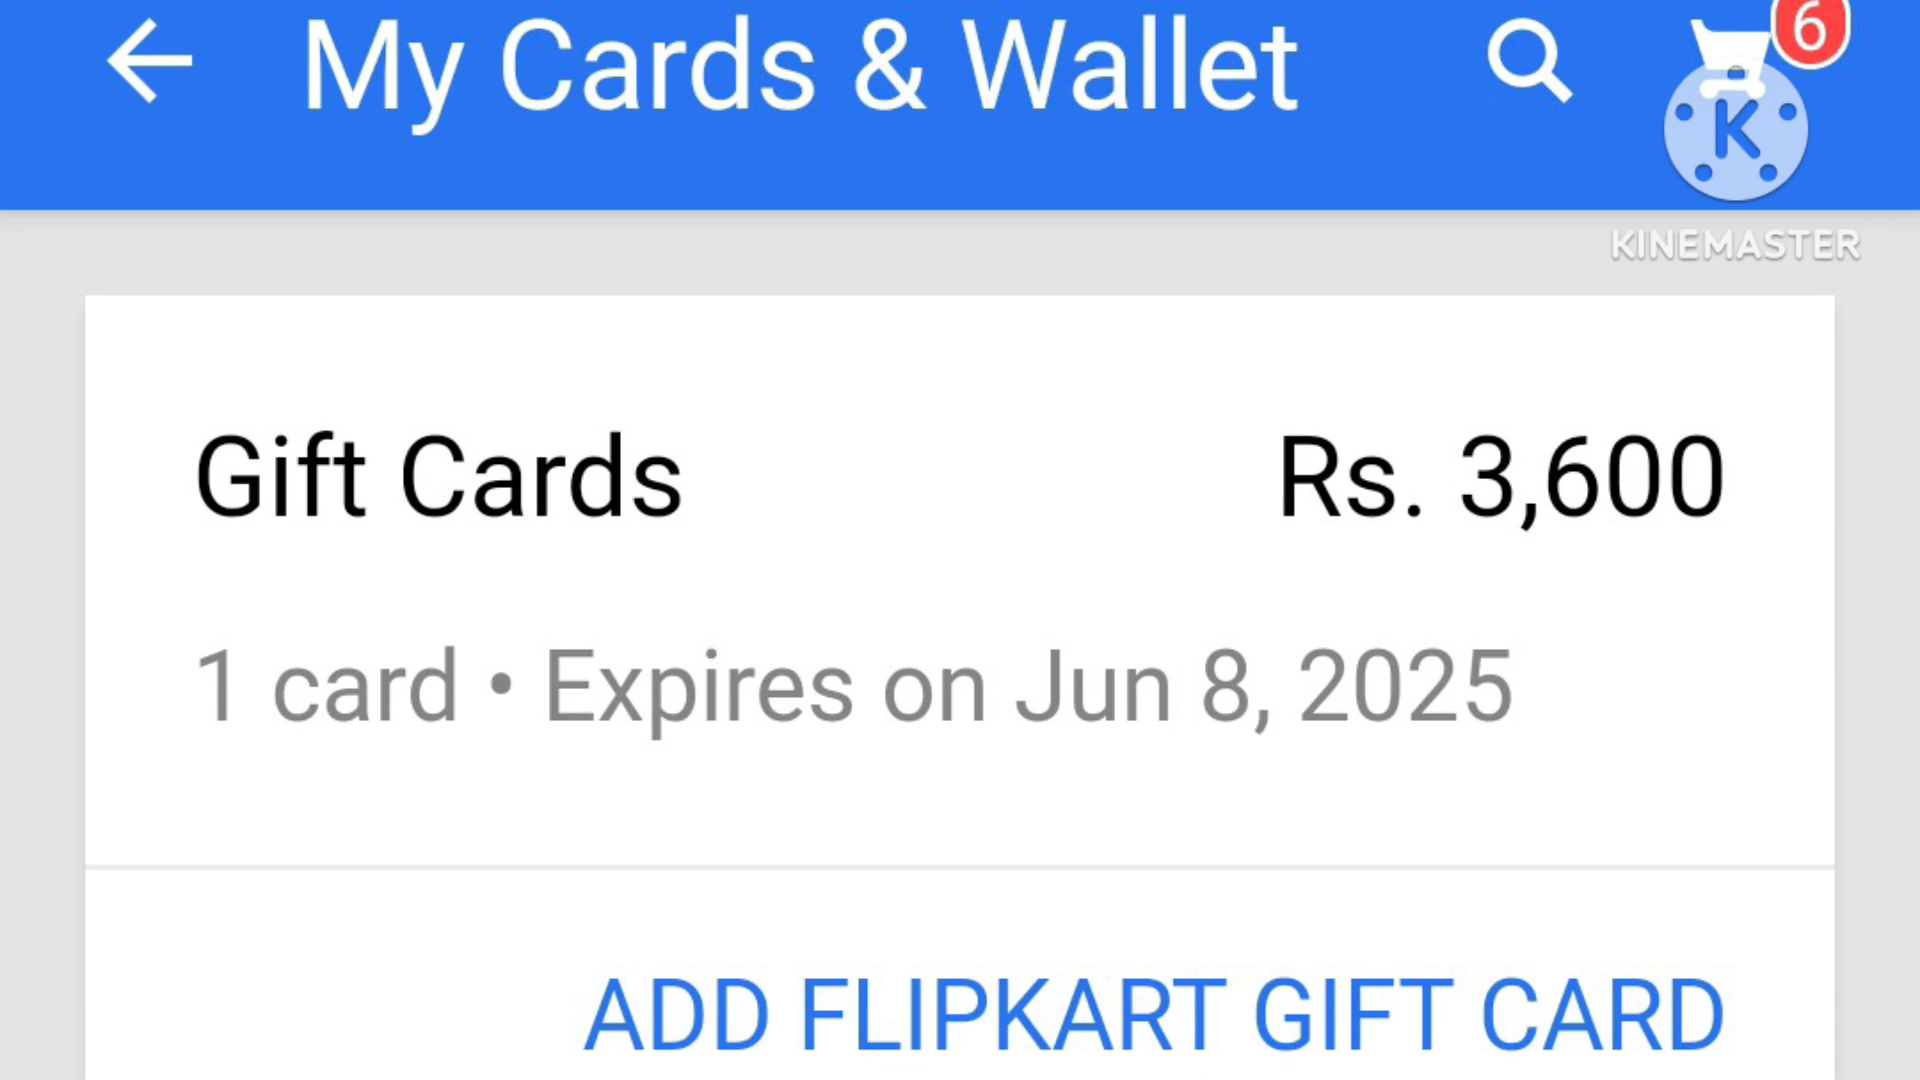 My Cards & Wallet
6
K
KINEMASTER
Gift Cards Rs. 3,600
1 card • Expires on Jun 8, 2025
ADD FLIPKART GIFT CARD